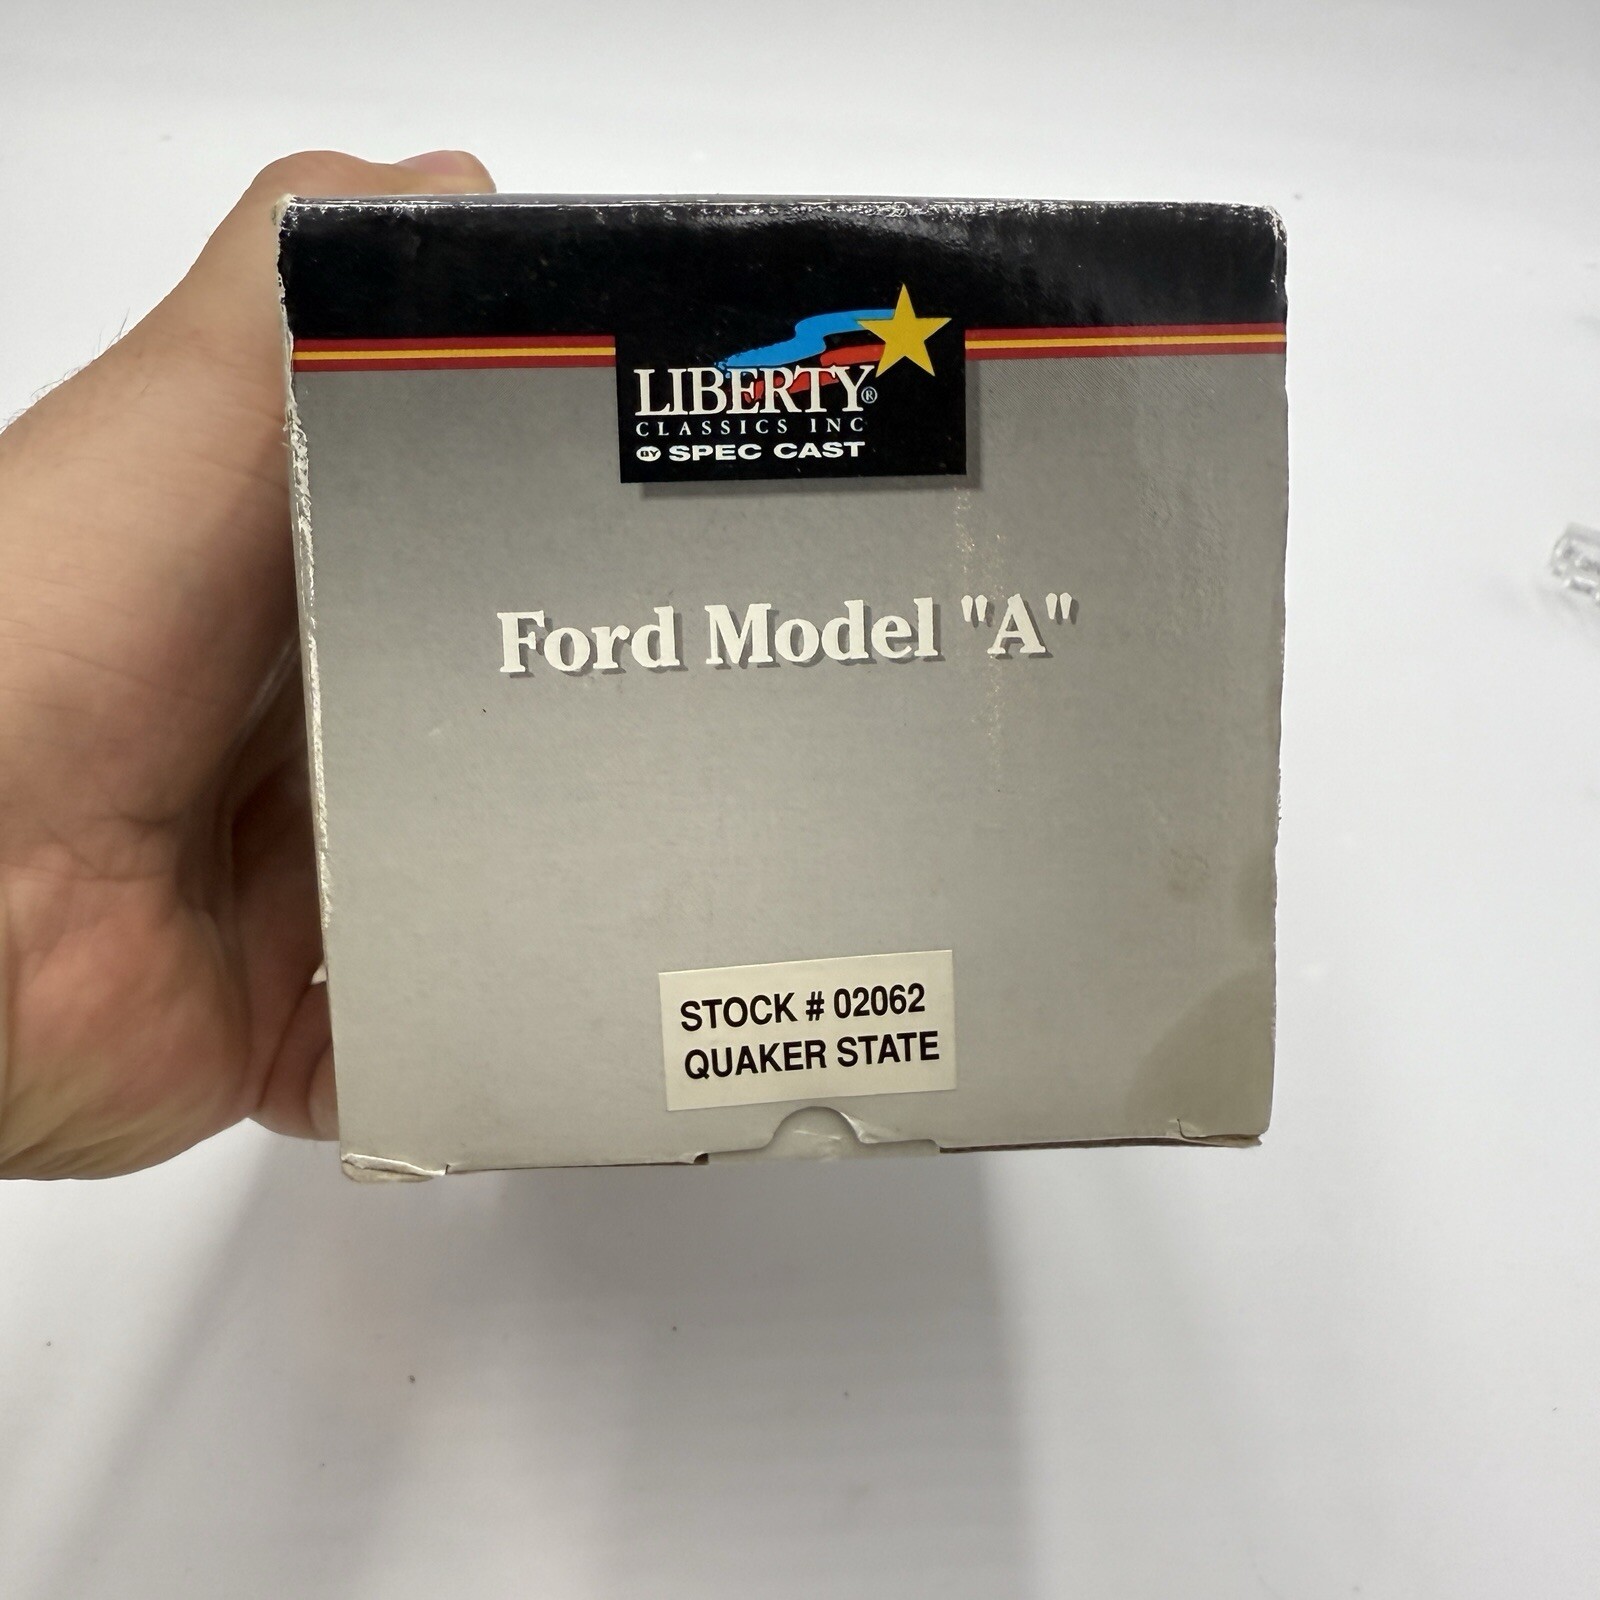 LIBERTY®
CLASSICS INC
BY SPEC CAST
Ford Model "A"
STOCK # 02062
QUAKER STATE